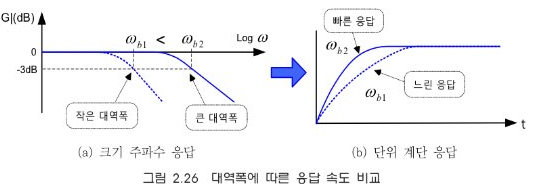 |G|(dB)
ω_b1 < ω_b2
Log ω
0
-3dB
작은 대역폭
큰 대역폭
(a) 크기 주파수 응답
빠른 응답
ω_b2
느린 응답
ω_b1
t
(b) 단위 계단 응답
그림 2.26 대역폭에 따른 응답 속도 비교